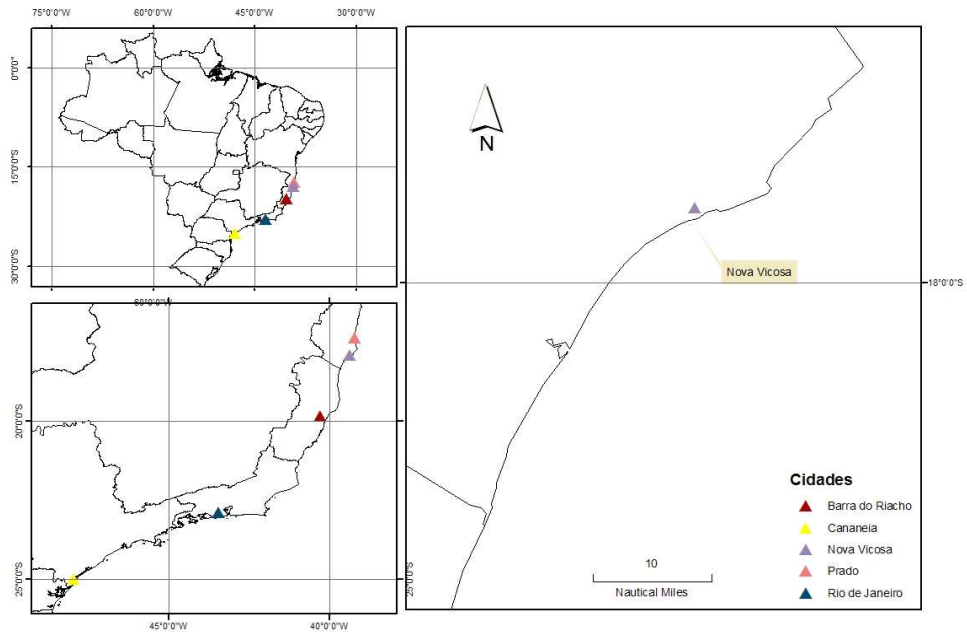 75°0'0"W 60°0'0"W 45°0'0"W 30°0'0"W
0°0'0"
15°0'0"S
30°0'0"S
60°0'0"W
20°0'0"S
25°0'0"S
25°0'0"S
45°0'0"W 40°0'0"W
N
Nova Vicosa
18°0'0"S
Cidades
Barra do Riacho
Cananeia
Nova Vicosa
Prado
Rio de Janeiro
10
Nautical Miles